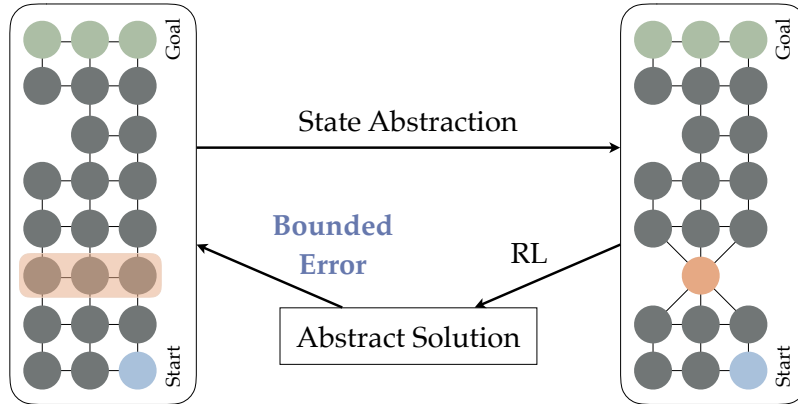 Goal
Start
State Abstraction
Bounded
Error
RL
Abstract Solution
Goal
Start